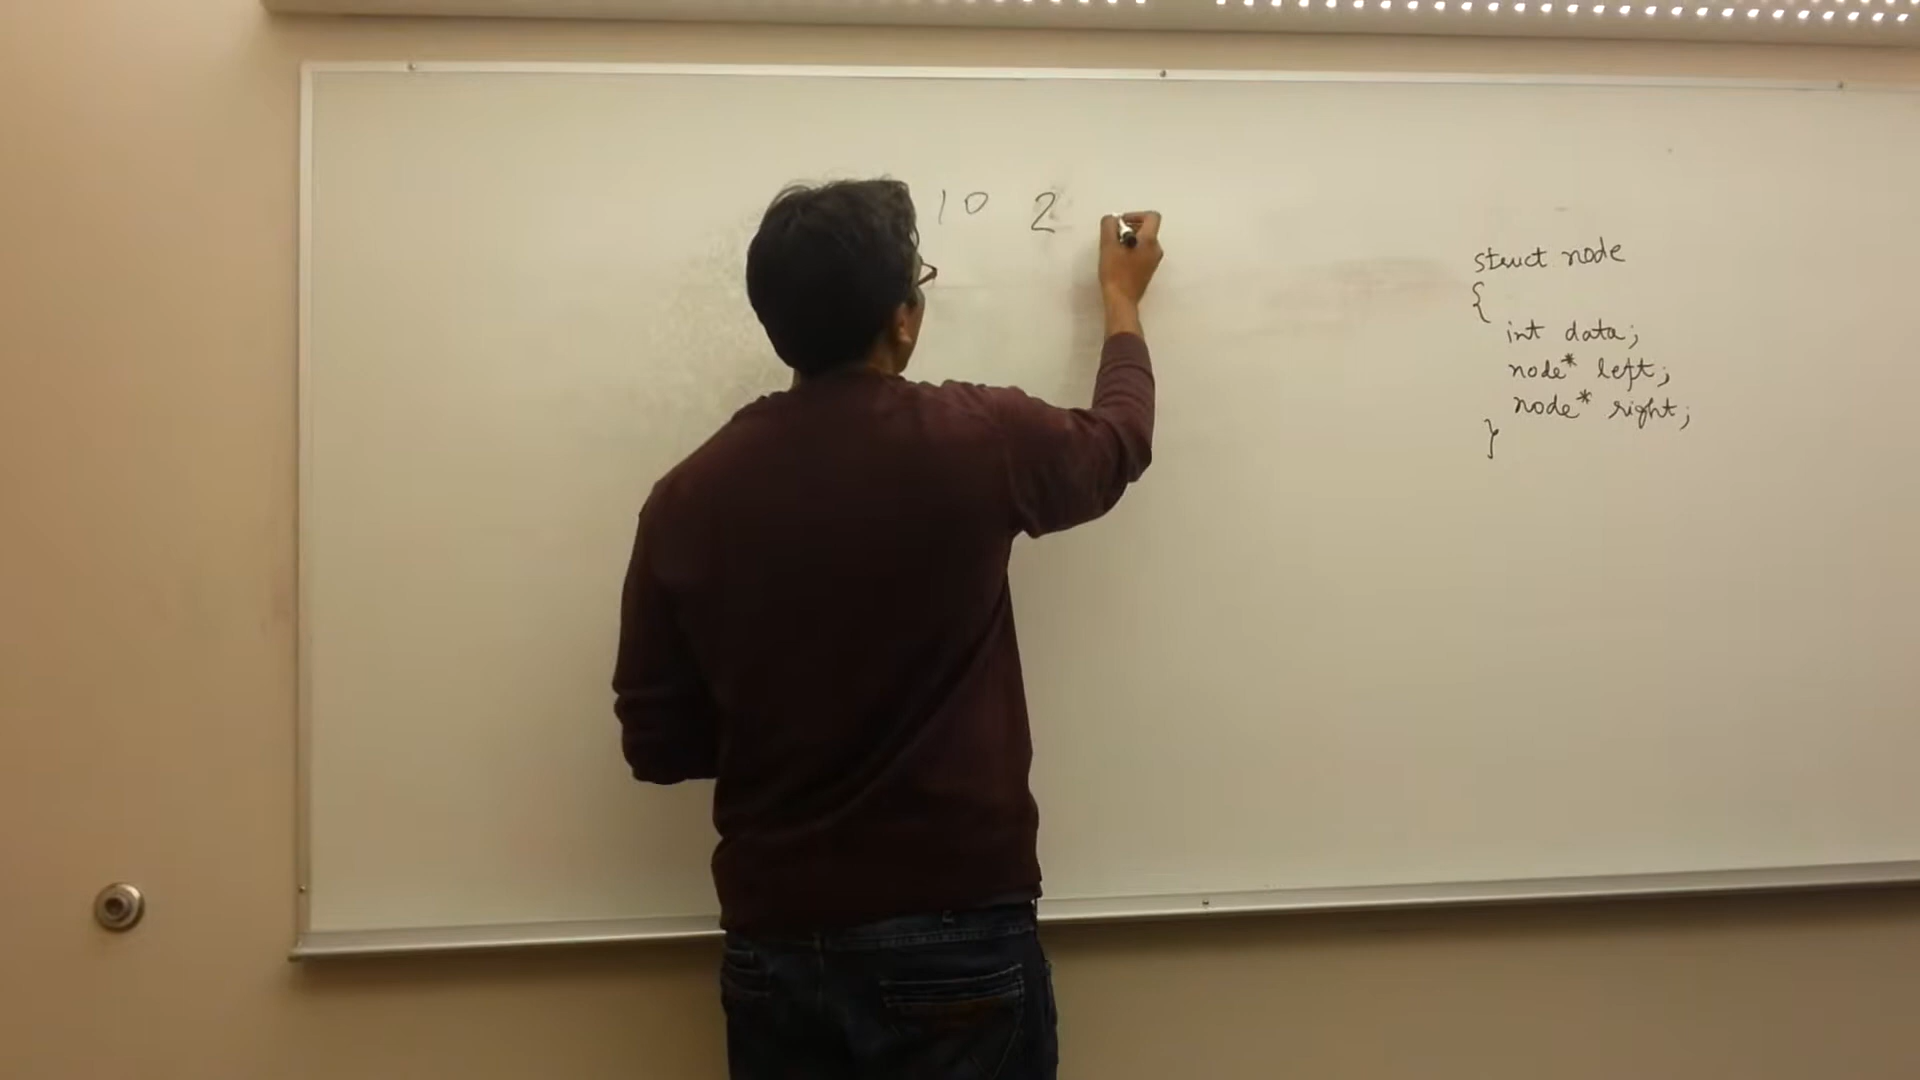 10 2
struct node
{
int data;
node* left;
node* right;
}